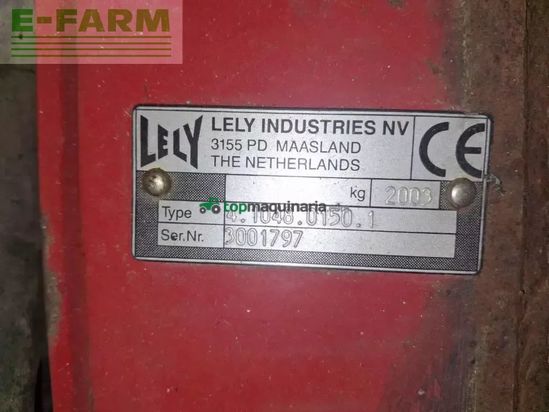 E-FARM
LELY
LELY INDUSTRIES NV
3155 PD MAASLAND
THE NETHERLANDS
CE
kg 2003
topmaquinaria
Type 4.1048.0150.1
Ser.Nr. 3001797